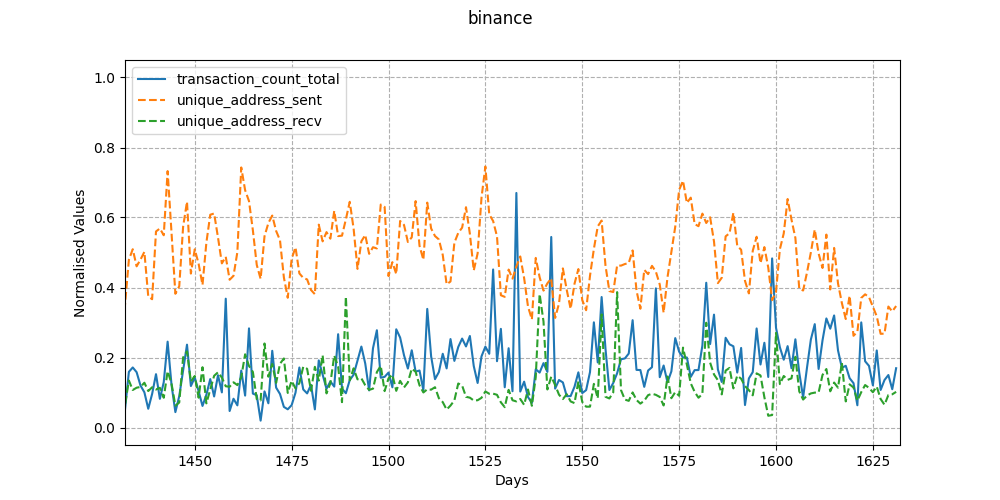 binance
transaction_count_total
unique_address_sent
unique_address_recv
1.0
0.8
0.6
0.4
0.2
0.0
Normalised Values
1450 1475 1500 1525 1550 1575 1600 1625
Days